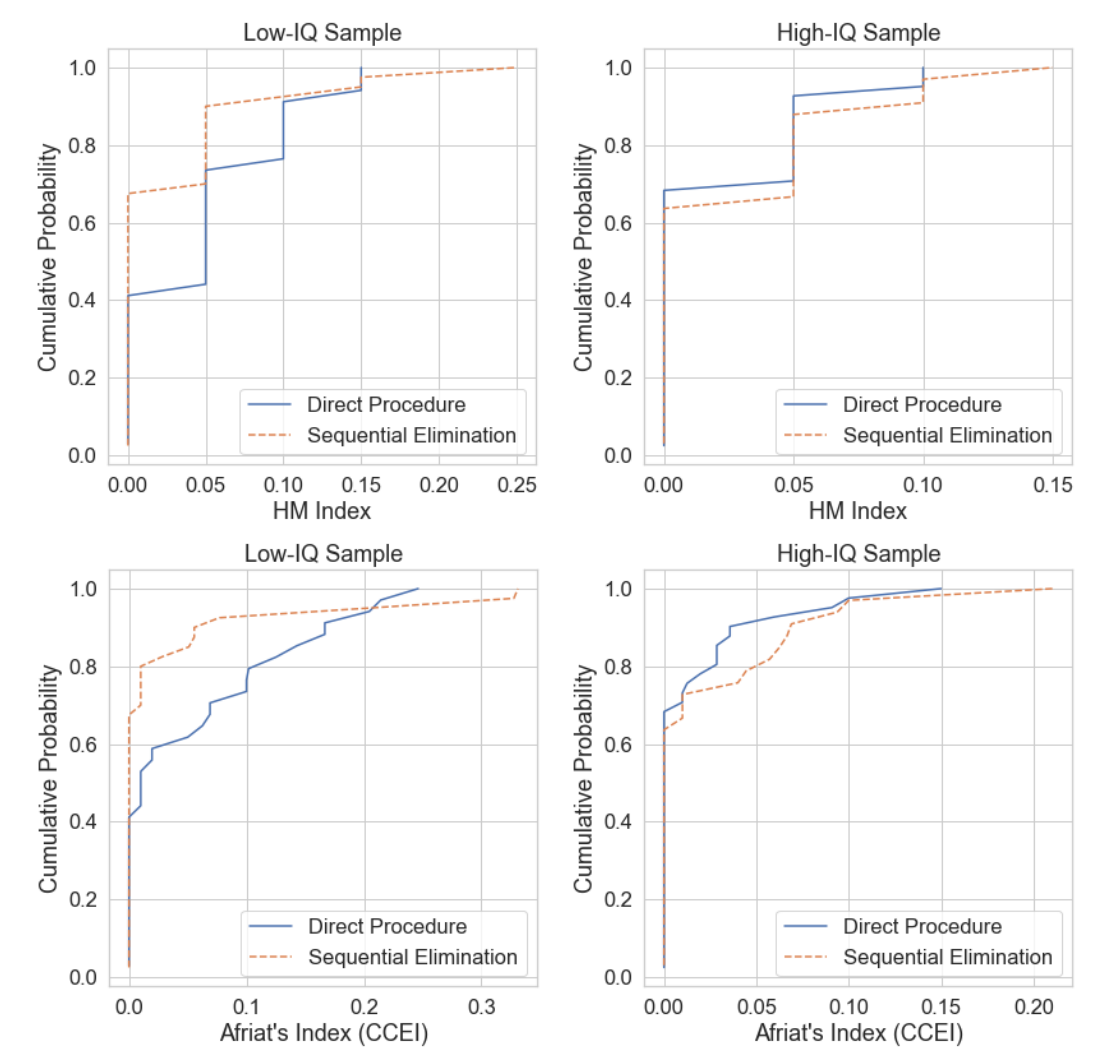 Low-IQ Sample
1.0
0.8
0.6
0.4
0.2
0.0
Cumulative Probability
Direct Procedure
Sequential Elimination
0.00 0.05 0.10 0.15 0.20 0.25
HM Index
High-IQ Sample
1.0
0.8
0.6
0.4
0.2
0.0
Cumulative Probability
Direct Procedure
Sequential Elimination
0.00 0.05 0.10 0.15
HM Index
Low-IQ Sample
1.0
0.8
0.6
0.4
0.2
0.0
Cumulative Probability
Direct Procedure
Sequential Elimination
0.0 0.1 0.2 0.3
Afriat's Index (CCEI)
High-IQ Sample
1.0
0.8
0.6
0.4
0.2
0.0
Cumulative Probability
Direct Procedure
Sequential Elimination
0.00 0.05 0.10 0.15 0.20
Afriat's Index (CCEI)